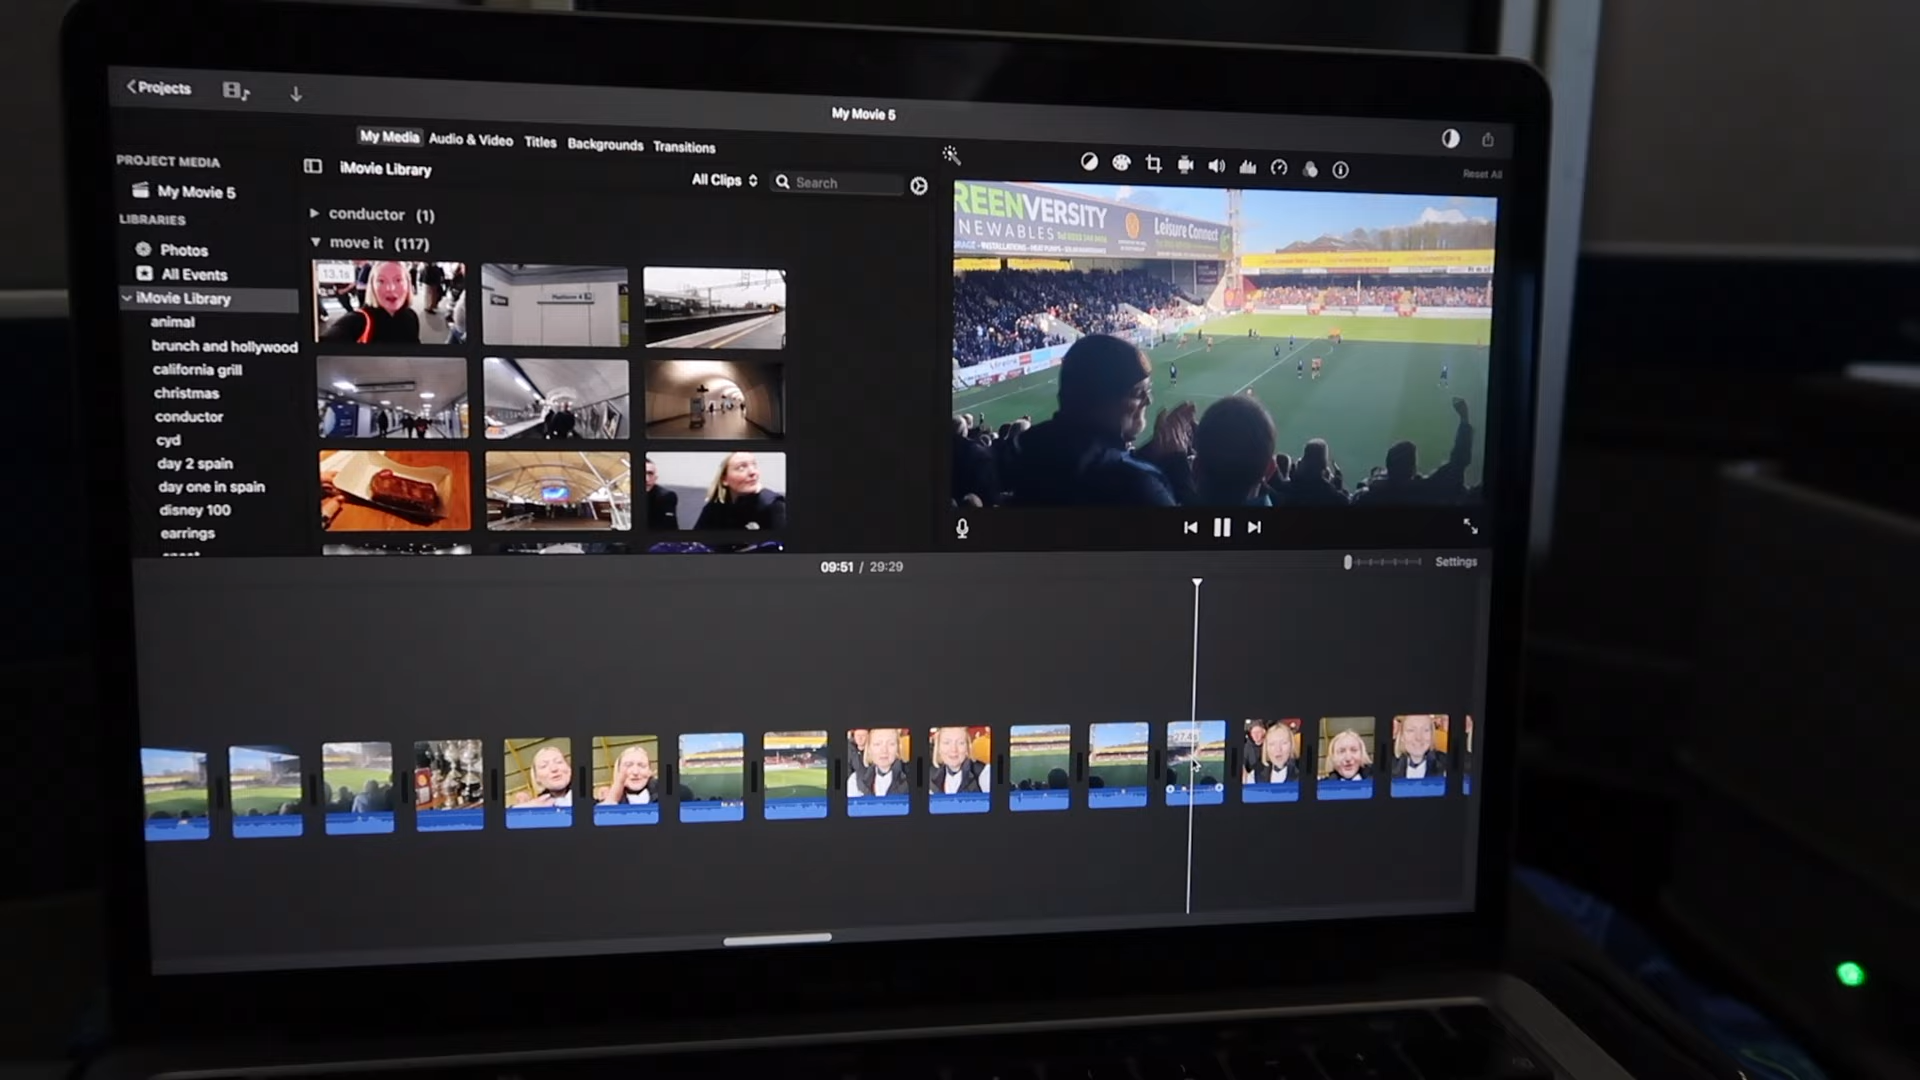 Projects
My Movie 5
My Media Audio & Video Titles Backgrounds Transitions
PROJECT MEDIA
My Movie 5
LIBRARIES
Photos
All Events
iMovie Library
animal
brunch and hollywood
california grill
christmas
conductor
cyd
day 2 spain
day one in spain
disney 100
earrings
iMovie Library
All Clips
Search
conductor (1)
move it (117)
13.1s
Reset All
REENVERSITY
NEWABLES
Leisure Connect
09:51 / 29:29
Settings